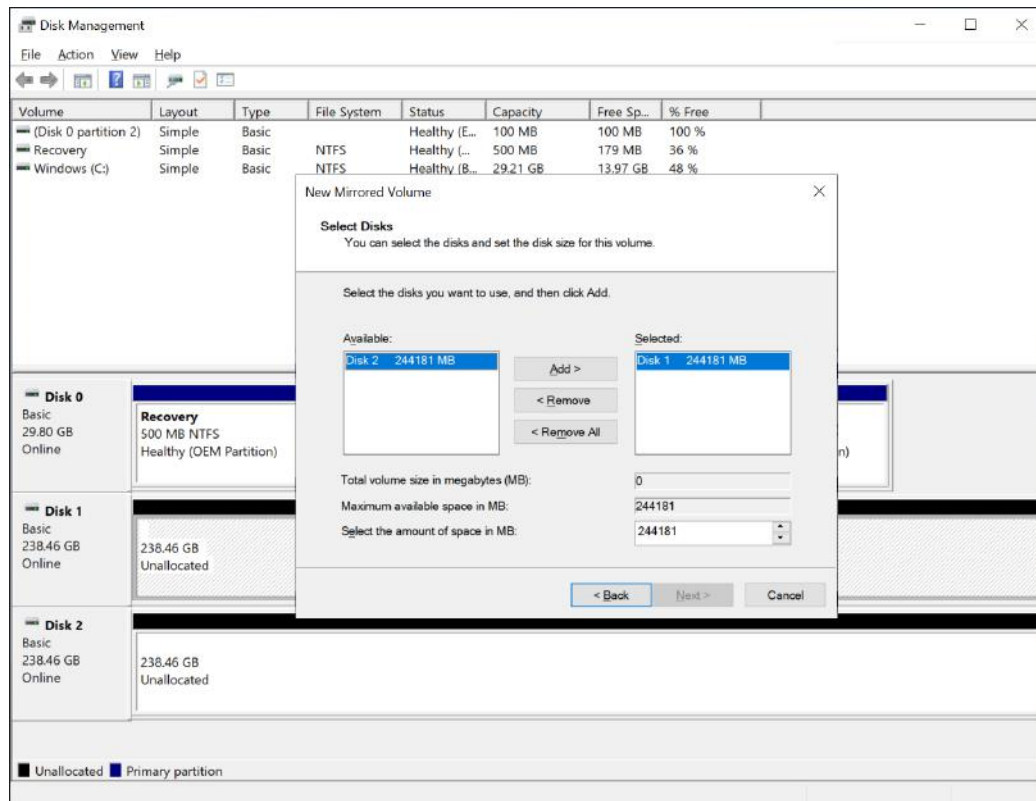 Disk Management
File Action View Help
Volume Layout Type File System Status Capacity Free Sp... % Free
(Disk 0 partition 2) Simple Basic Healthy (E... 100 MB 100 MB 100 %
Recovery Simple Basic NTFS Healthy (... 500 MB 179 MB 36 %
Windows (C:) Simple Basic NTFS Healthy (B... 29.21 GB 13.97 GB 48 %
New Mirrored Volume
Select Disks
You can select the disks and set the disk size for this volume.
Select the disks you want to use, and then click Add.
Available: Selected:
Disk 2 244181 MB Disk 1 244181 MB
Add >
< Remove
< Remove All
Total volume size in megabytes (MB): 0
Maximum available space in MB: 244181
Select the amount of space in MB: 244181
< Back Next > Cancel
Disk 0
Basic
29.80 GB
Online
Recovery
500 MB NTFS
Healthy (OEM Partition)
n)
Disk 1
Basic
238.46 GB
Online
238.46 GB
Unallocated
Disk 2
Basic
238.46 GB
Online
238.46 GB
Unallocated
Unallocated Primary partition